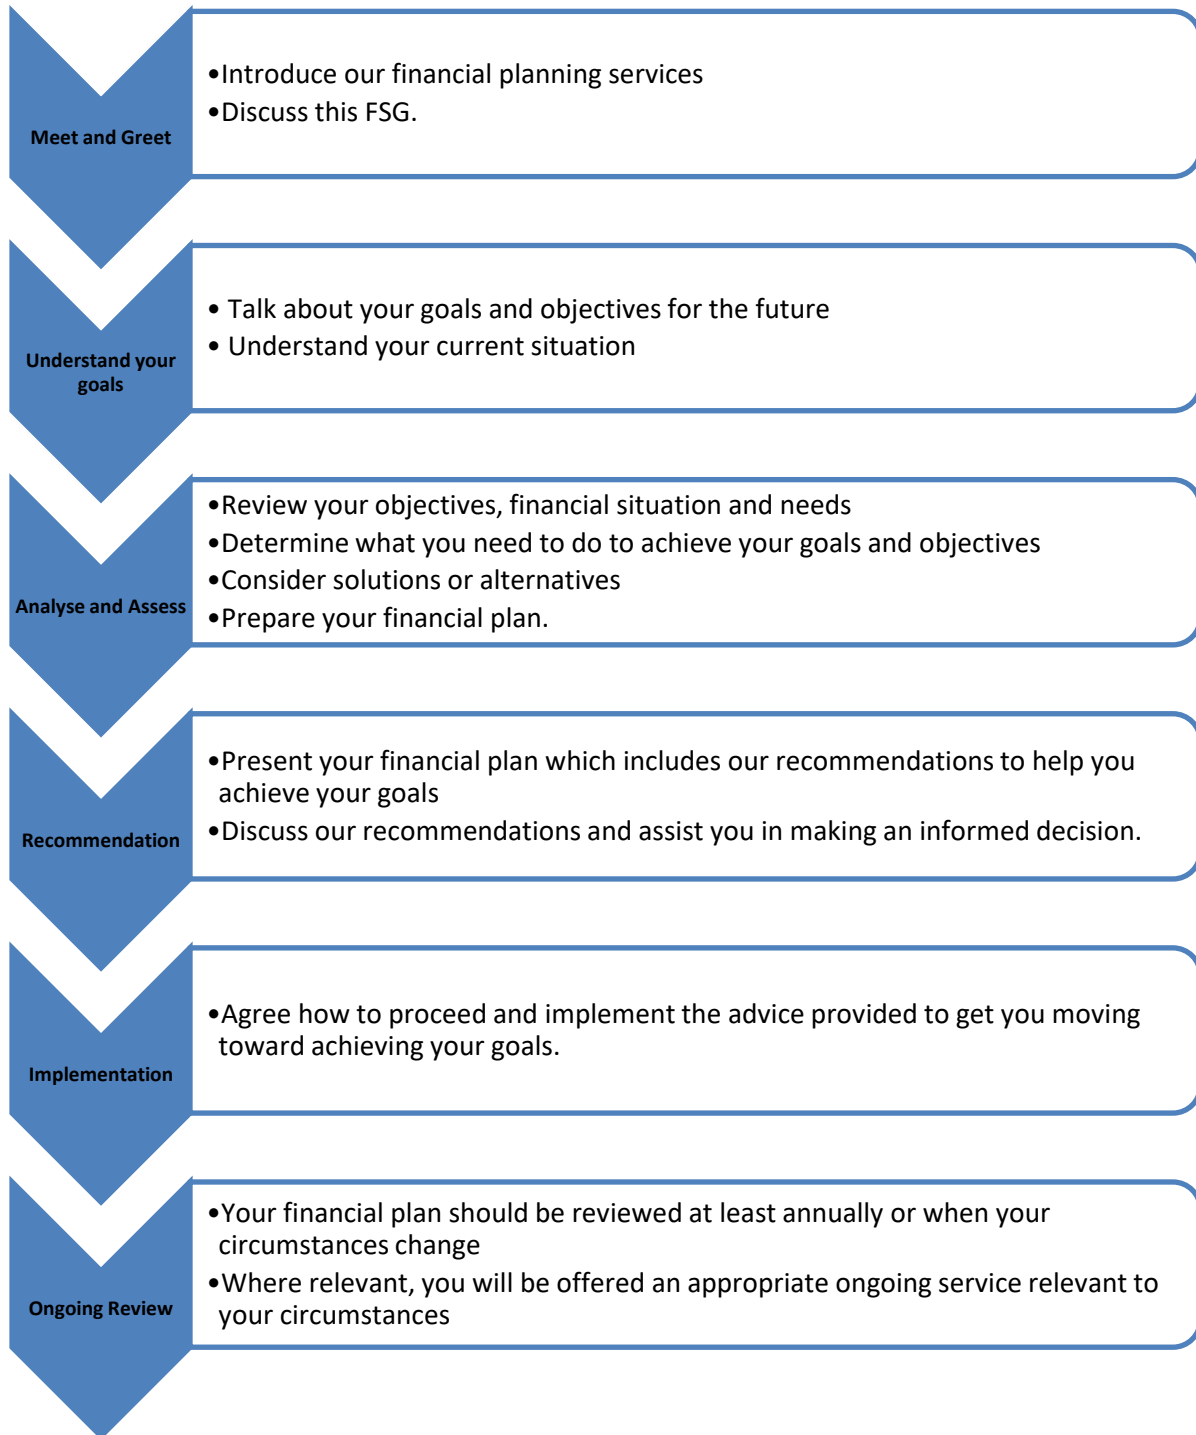 Meet and Greet
•Introduce our financial planning services
•Discuss this FSG.
Understand your
goals
• Talk about your goals and objectives for the future
• Understand your current situation
Analyse and Assess
•Review your objectives, financial situation and needs
•Determine what you need to do to achieve your goals and objectives
•Consider solutions or alternatives
•Prepare your financial plan.
Recommendation
•Present your financial plan which includes our recommendations to help you
achieve your goals
•Discuss our recommendations and assist you in making an informed decision.
Implementation
•Agree how to proceed and implement the advice provided to get you moving
toward achieving your goals.
Ongoing Review
•Your financial plan should be reviewed at least annually or when your
circumstances change
•Where relevant, you will be offered an appropriate ongoing service relevant to
your circumstances